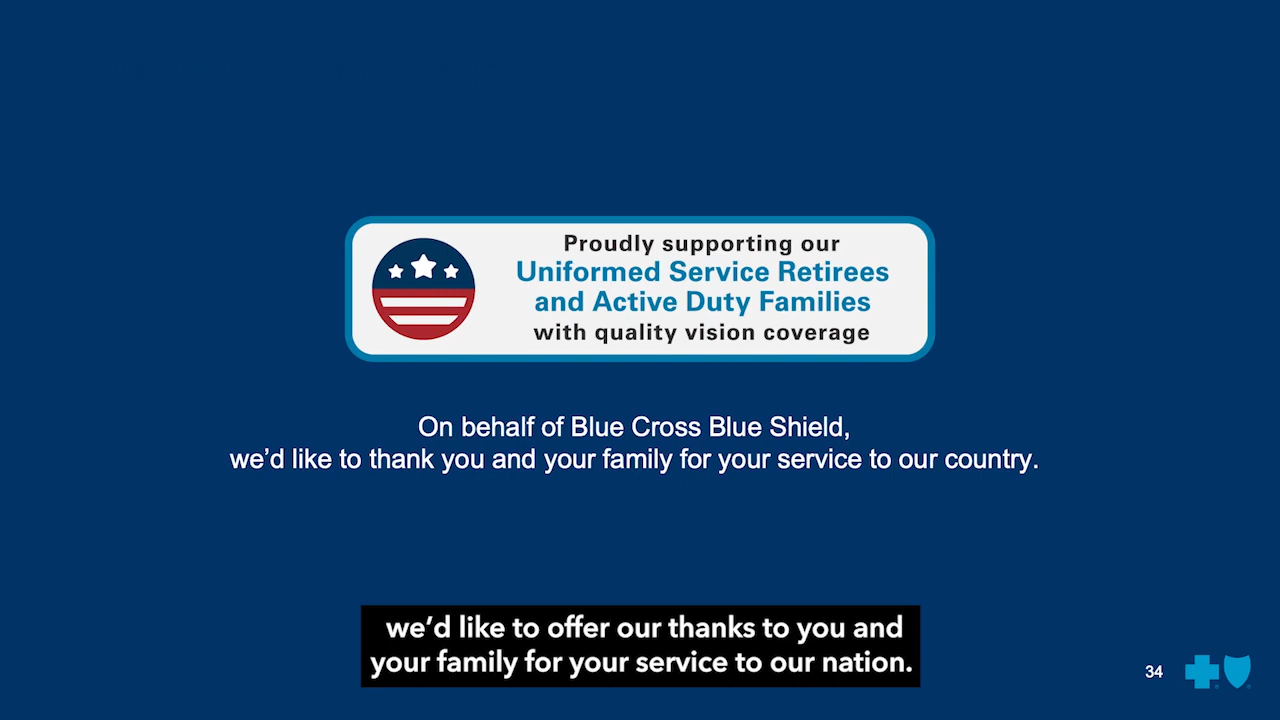 Proudly supporting our
Uniformed Service Retirees
and Active Duty Families
with quality vision coverage
On behalf of Blue Cross Blue Shield,
we’d like to thank you and your family for your service to our country.
we’d like to offer our thanks to you and
your family for your service to our nation.
34